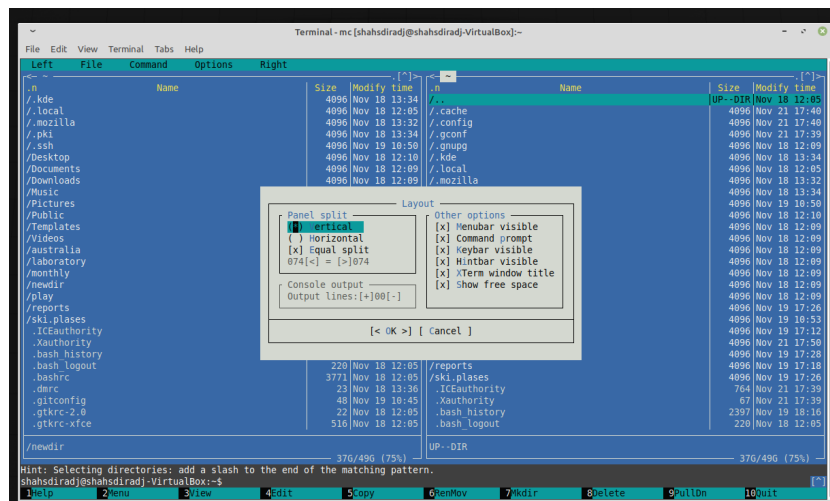 Terminal - mc [shahsdiradj@shahsdiradj-VirtualBox]:~
File Edit View Terminal Tabs Help
Left File Command Options Right
<- ~ .[^]>
.n Name Size Modify time
/.kde 4096 Nov 18 13:34
/.local 4096 Nov 18 12:05
/.mozilla 4096 Nov 18 13:32
/.pki 4096 Nov 18 13:34
/.ssh 4096 Nov 19 10:50
/Desktop 4096 Nov 18 12:10
/Documents 4096 Nov 18 12:09
/Downloads 4096 Nov 18 12:09
/Music
/Pictures
/Public
/Templates
/Videos
/australia
/laboratory
/monthly
/newdir
/play
/reports
/ski.plases
.ICEauthority
.Xauthority
.bash_history
.bash_logout 220 Nov 18 12:05
.bashrc 3771 Nov 18 12:05
.dmrc 23 Nov 18 13:36
.gitconfig 48 Nov 19 10:45
.gtkrc-2.0 22 Nov 18 12:05
.gtkrc-xfce 516 Nov 18 12:05
/newdir
37G/49G (75%)
<- ~ .[^]>
.n Name Size Modify time
/.. UP--DIR Nov 18 12:05
/.cache 4096 Nov 21 17:40
/.config 4096 Nov 21 17:40
/.gconf 4096 Nov 21 17:39
/.gnupg 4096 Nov 18 12:09
/.kde 4096 Nov 18 13:34
/.local 4096 Nov 18 12:05
/.mozilla 4096 Nov 18 13:32
4096 Nov 18 13:34
4096 Nov 19 10:50
4096 Nov 18 12:10
4096 Nov 18 12:09
4096 Nov 18 12:09
4096 Nov 18 12:09
4096 Nov 18 12:09
4096 Nov 18 12:09
4096 Nov 18 12:09
4096 Nov 19 17:26
4096 Nov 19 10:53
4096 Nov 19 17:12
4096 Nov 21 17:50
4096 Nov 19 17:28
/reports 4096 Nov 19 17:18
/ski.plases 4096 Nov 19 17:26
.ICEauthority 764 Nov 21 17:39
.Xauthority 67 Nov 21 17:39
.bash_history 2397 Nov 19 18:16
.bash_logout 220 Nov 18 12:05
UP--DIR
37G/49G (75%)
Layout
Panel split
(*) Vertical
( ) Horizontal
[x] Equal split
074[<] = [>]074
Console output
Output lines:[+]00[-]
Other options
[x] Menubar visible
[x] Command prompt
[x] Keybar visible
[x] Hintbar visible
[x] XTerm window title
[x] Show free space
[< OK >] [ Cancel ]
Hint: Selecting directories: add a slash to the end of the matching pattern.
shahsdiradj@shahsdiradj-VirtualBox:~$ [^]
1Help 2Menu 3View 4Edit 5Copy 6RenMov 7Mkdir 8Delete 9PullDn 10Quit